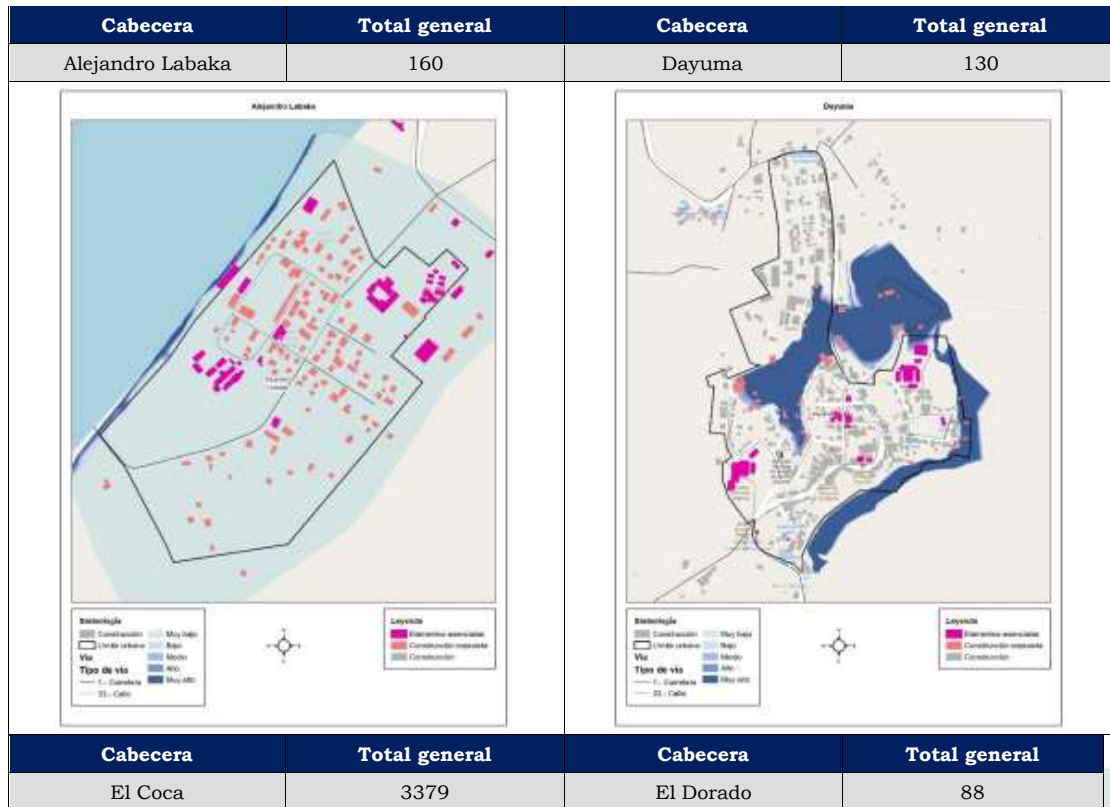 Cabecera Total general Cabecera Total general
Alejandro Labaka 160 Dayuma 130
Alejandro Labaka
Dayuma
Simbología
Construcción Muy bajo
Límite urbano Bajo
Vía Medio
Tipo de vía Alto
Muy alto
Leyenda
Elementos esenciales
Construcción expuesta
Construcción
Simbología
Construcción Muy bajo
Límite urbano Bajo
Vía Medio
Tipo de vía Alto
Muy alto
Leyenda
Elementos esenciales
Construcción expuesta
Construcción
Cabecera Total general Cabecera Total general
El Coca 3379 El Dorado 88